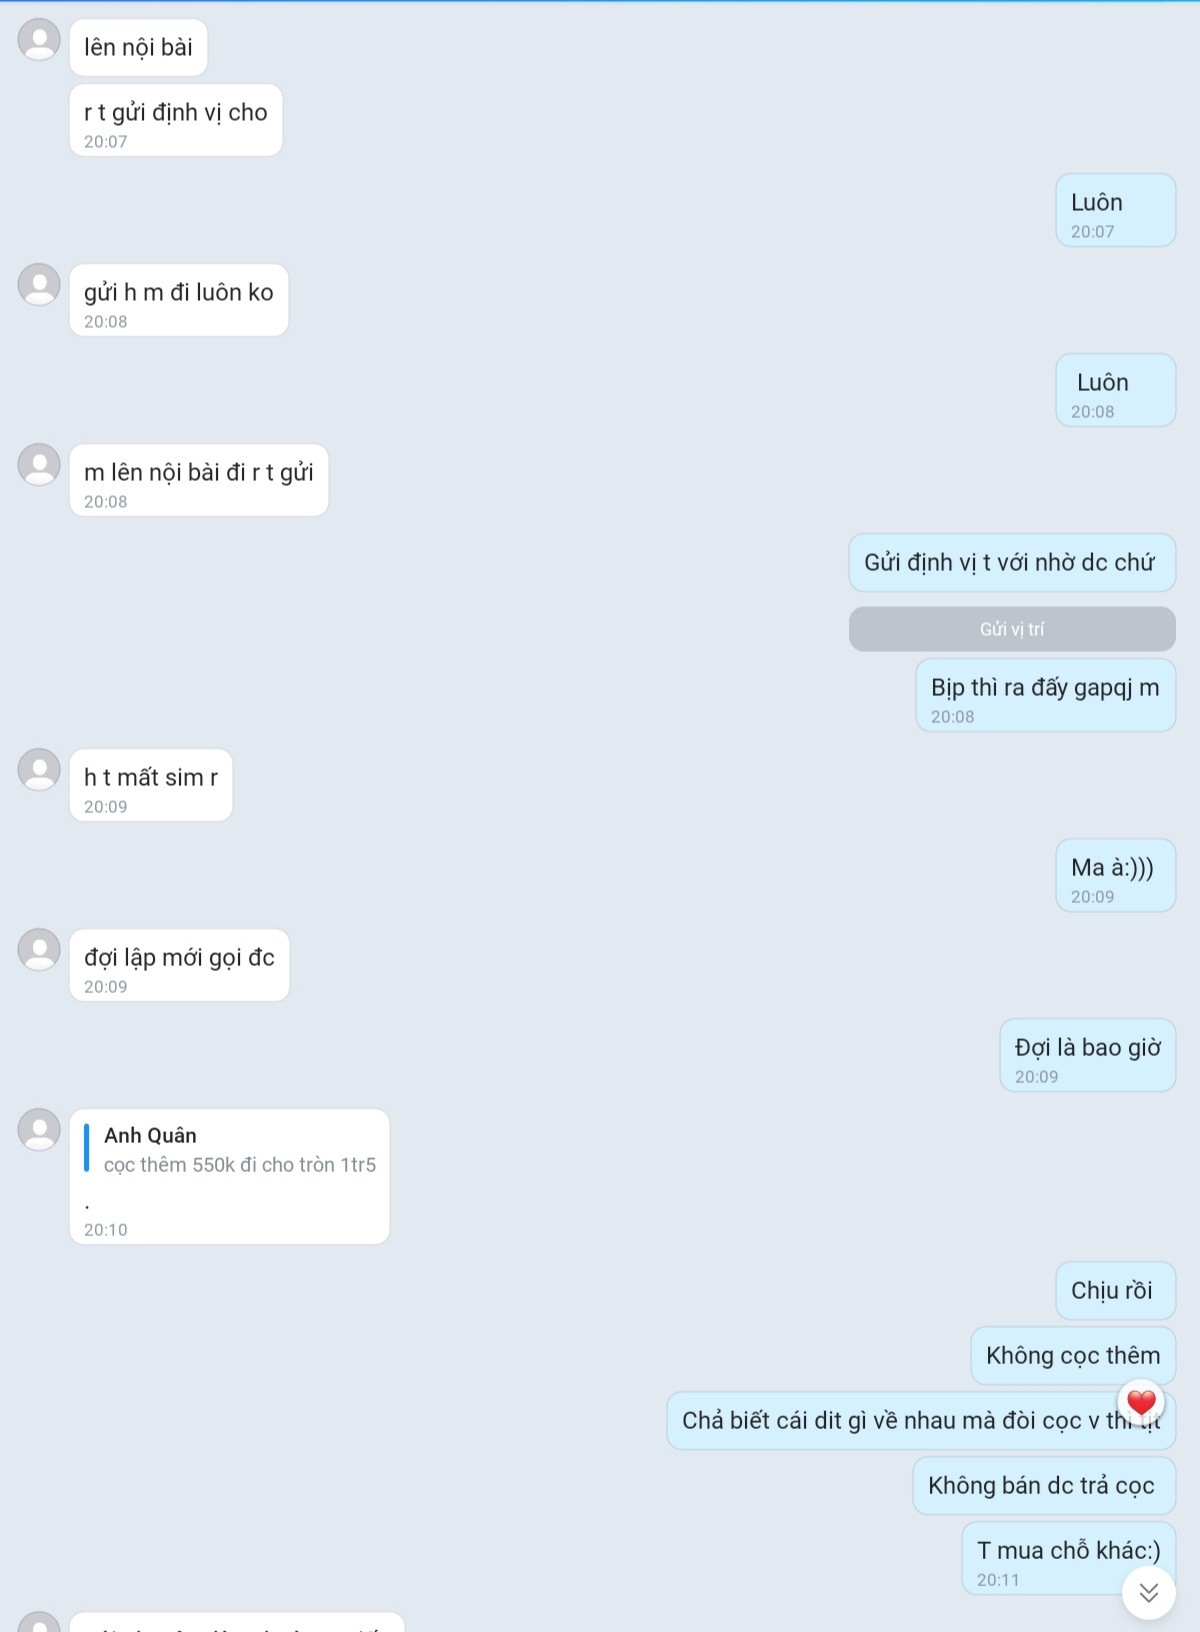 lên nội bài
r t gửi định vị cho
20:07
Luôn
20:07
gửi h m đi luôn ko
20:08
Luôn
20:08
m lên nội bài đi r t gửi
20:08
Gửi định vị t với nhờ dc chứ
Gửi vị trí
Bịp thì ra đấy gapqj m
20:08
h t mất sim r
20:09
Ma à:)))
20:09
đợi lập mới gọi đc
20:09
Đợi là bao giờ
20:09
Anh Quân
cọc thêm 550k đi cho tròn 1tr5
.
20:10
Chịu rồi
Không cọc thêm
Chả biết cái dit gì về nhau mà đòi cọc v thì
Không bán dc trả cọc
T mua chỗ khác:)
20:11